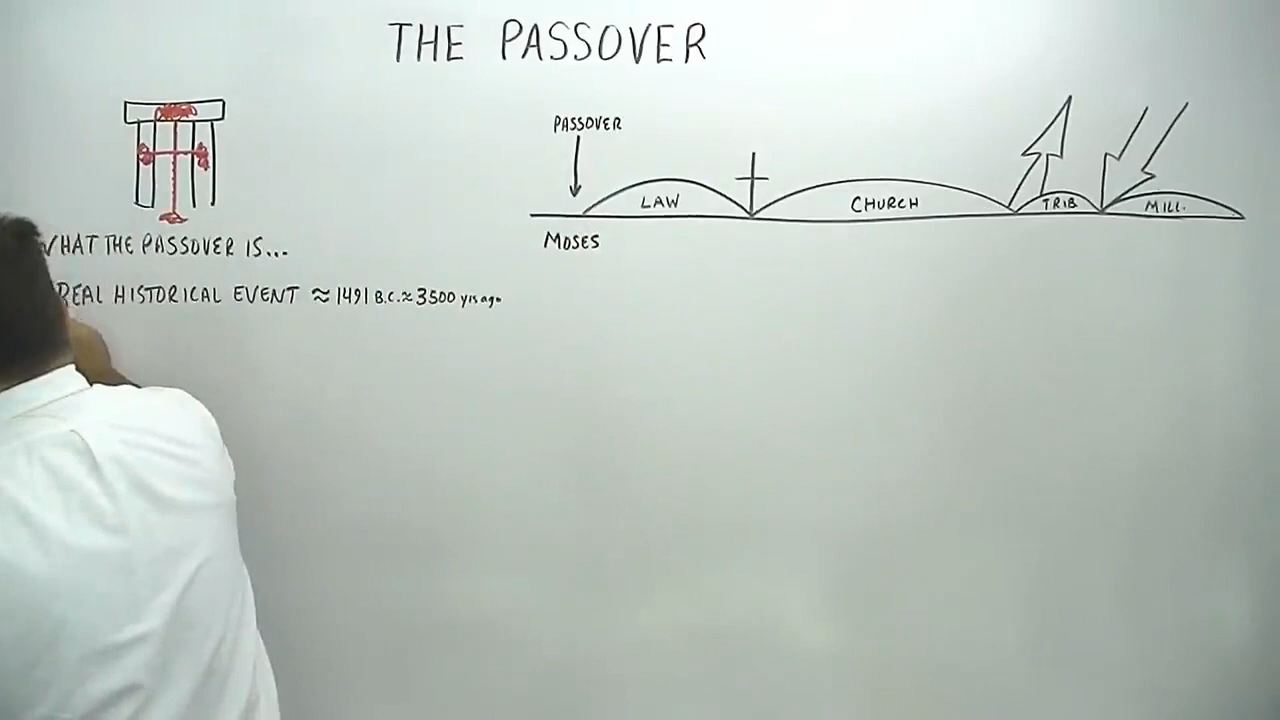 THE PASSOVER
PASSOVER
LAW
CHURCH
TRIB
MILL.
MOSES
WHAT THE PASSOVER IS...
REAL HISTORICAL EVENT ≈ 1491 B.C. ≈ 3500 yrs ago